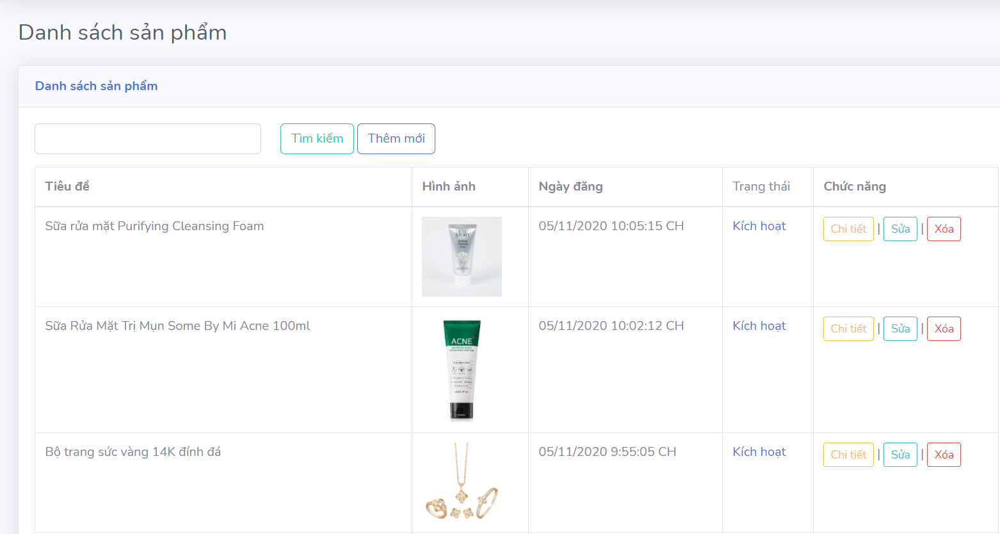 Danh sách sản phẩm
Danh sách sản phẩm
Tìm kiếm Thêm mới
Tiêu đề Hình ảnh Ngày đăng Trạng thái Chức năng
Sữa rửa mặt Purifying Cleansing Foam 05/11/2020 10:05:15 CH Kích hoạt Chi tiết | Sửa | Xóa
STORY
Purifying
Cleansing
Foam
Sữa Rửa Mặt Trị Mụn Some By Mi Acne 100ml 05/11/2020 10:02:12 CH Kích hoạt Chi tiết | Sửa | Xóa
ACNE
Bộ trang sức vàng 14K đính đá 05/11/2020 9:55:05 CH Kích hoạt Chi tiết | Sửa | Xóa